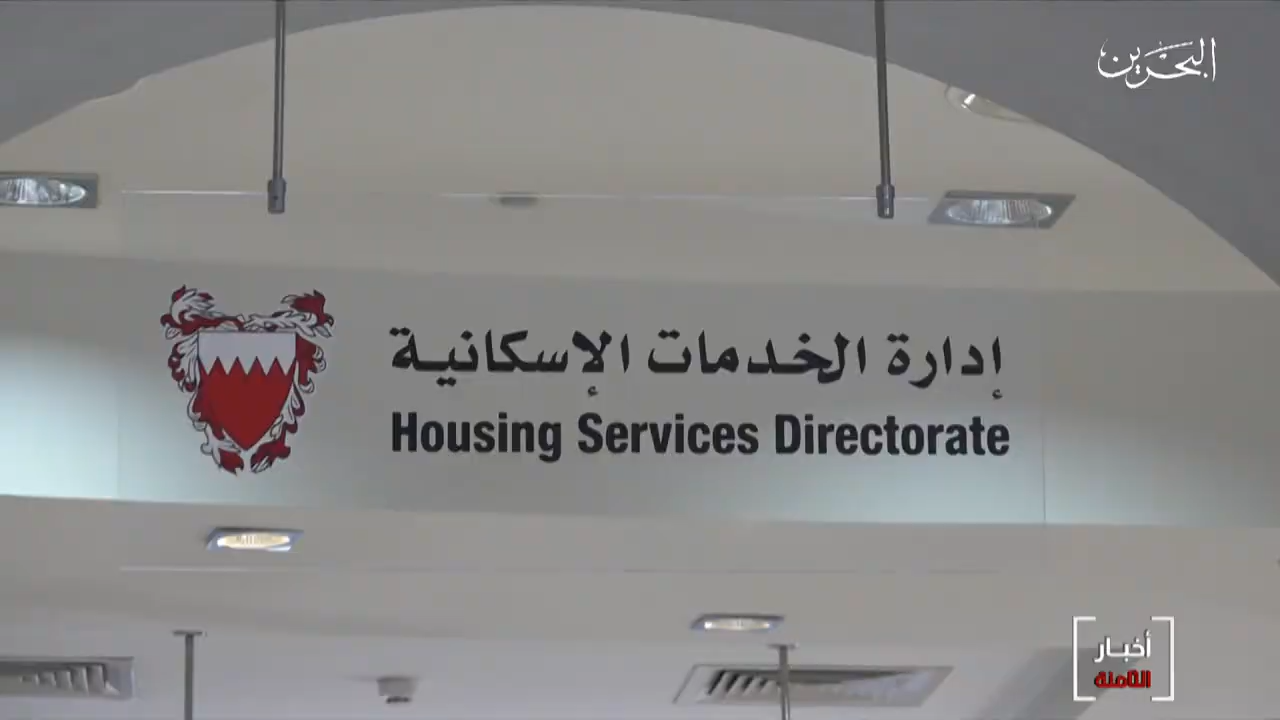 البحرين
إدارة الخدمات الإسكانية
Housing Services Directorate
أخبار
الثامنة